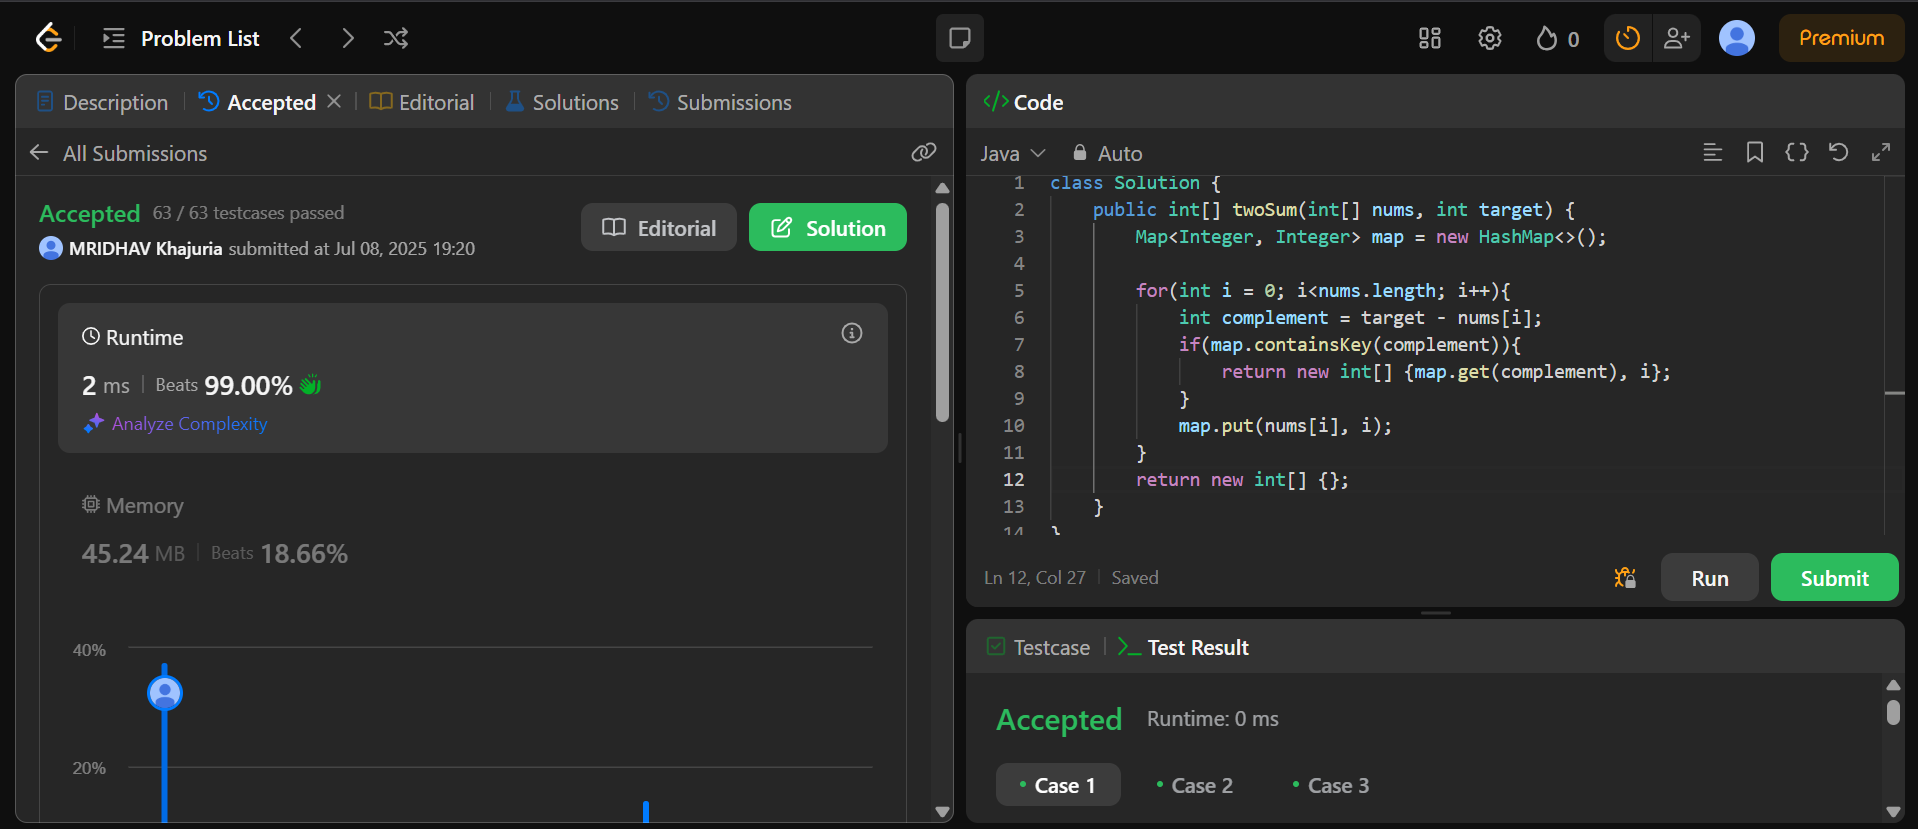 Problem List
0
Premium
Description
Accepted
Editorial
Solutions
Submissions
All Submissions
Accepted 63 / 63 testcases passed
MRIDHAV Khajuria submitted at Jul 08, 2025 19:20
Editorial
Solution
Runtime
2 ms Beats 99.00%
Analyze Complexity
Memory
45.24 MB Beats 18.66%
40%
20%
</> Code
Java Auto
1 class Solution {
2     public int[] twoSum(int[] nums, int target) {
3         Map<Integer, Integer> map = new HashMap<>();
4
5         for(int i = 0; i<nums.length; i++){
6             int complement = target - nums[i];
7             if(map.containsKey(complement)){
8                 return new int[] {map.get(complement), i};
9             }
10             map.put(nums[i], i);
11         }
12         return new int[] {};
13     }
14 }
Ln 12, Col 27 Saved
Run
Submit
Testcase
Test Result
Accepted Runtime: 0 ms
Case 1
Case 2
Case 3